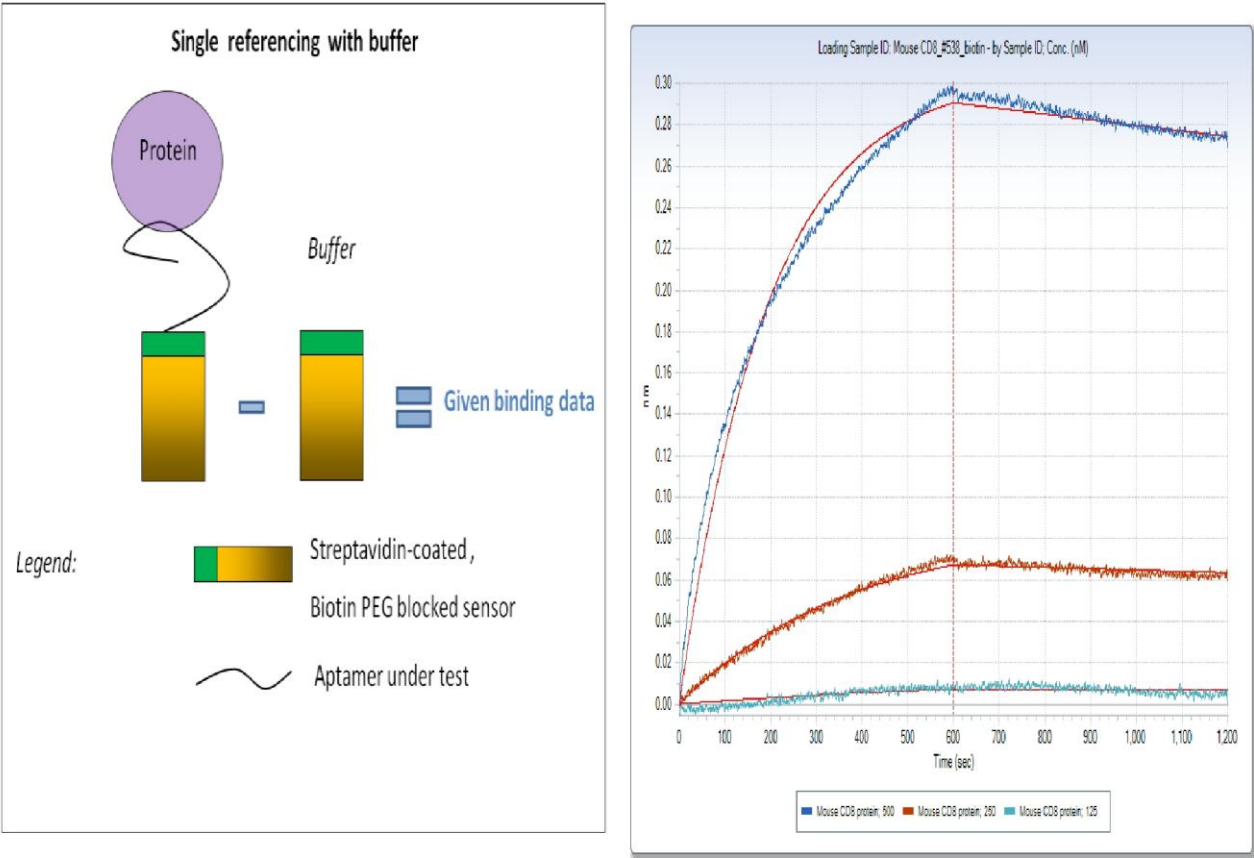 Single referencing with buffer
Protein
Buffer
Given binding data
Legend:
Streptavidin-coated ,
Biotin PEG blocked sensor
Aptamer under test
Loading Sample ID: Mouse CD8_#538_biotin - by Sample ID; Conc. (nM)
0.30
0.28
0.26
0.24
0.22
0.20
0.18
0.16
0.14
0.12
0.10
0.08
0.06
0.04
0.02
0.00
nm
0 100 200 300 400 500 600 700 800 900 1,000 1,100 1,200
Time (sec)
Mouse CD8 protein; 500 Mouse CD8 protein; 250 Mouse CD8 protein; 125